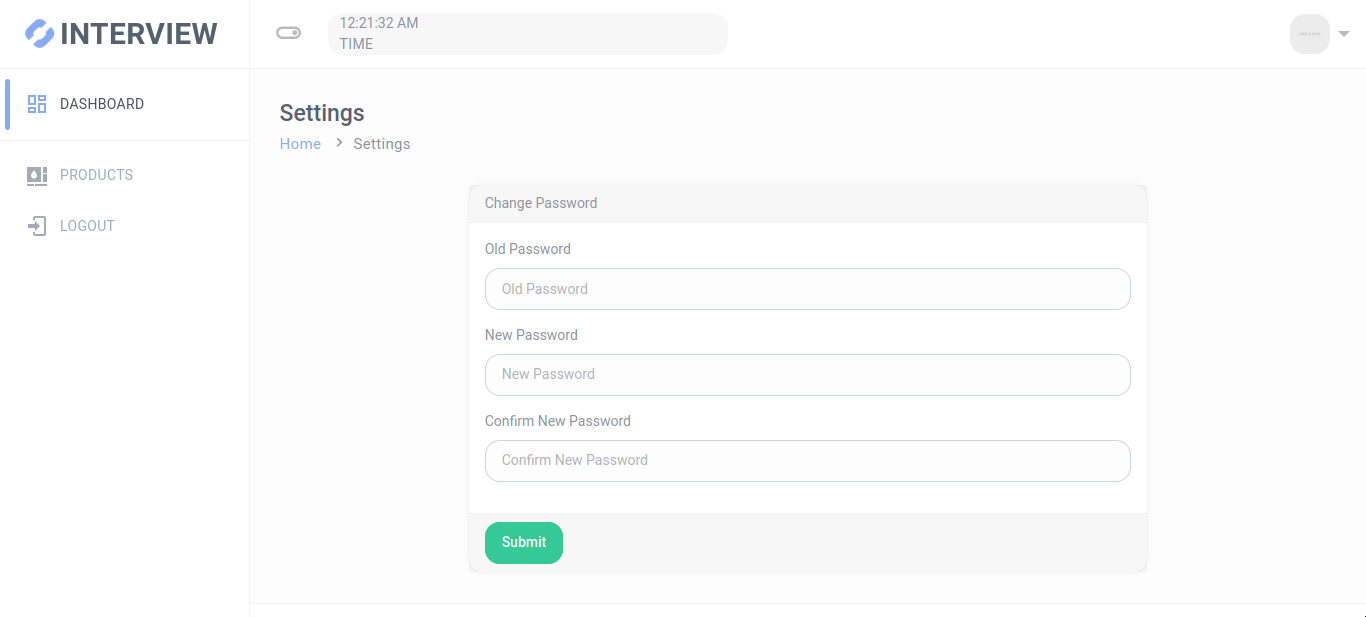 INTERVIEW
12:21:32 AM
TIME
DASHBOARD
PRODUCTS
LOGOUT
Settings
Home > Settings
Change Password
Old Password
Old Password
New Password
New Password
Confirm New Password
Confirm New Password
Submit